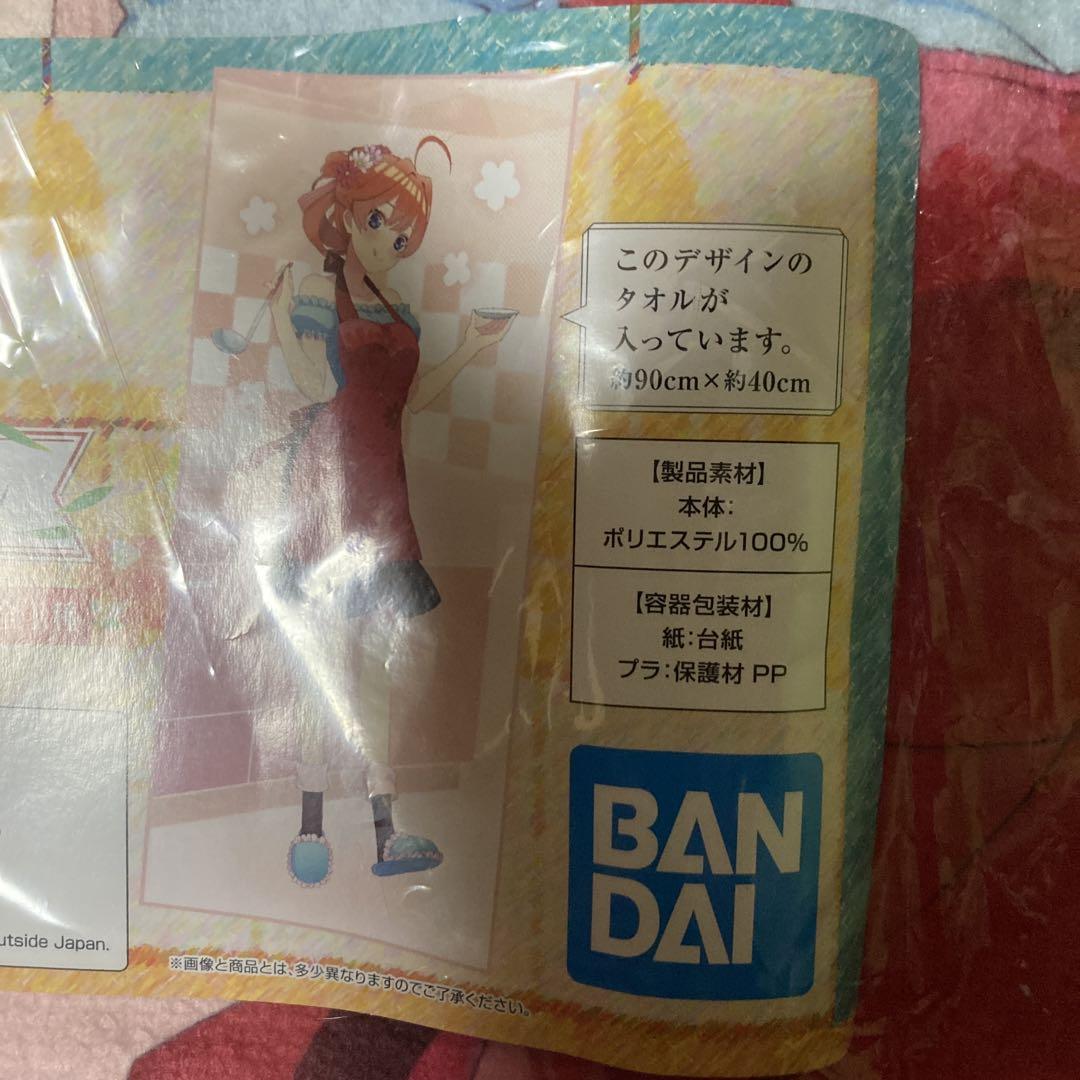 このデザインの
タオルが
入っています。
約90cm×約40cm
【製品素材】
本体:
ポリエステル100%
【容器包装材】
紙:台紙
プラ:保護材 PP
BAN
DAI
utside Japan.
※画像と商品とは、多少異なりますのでご了承ください。